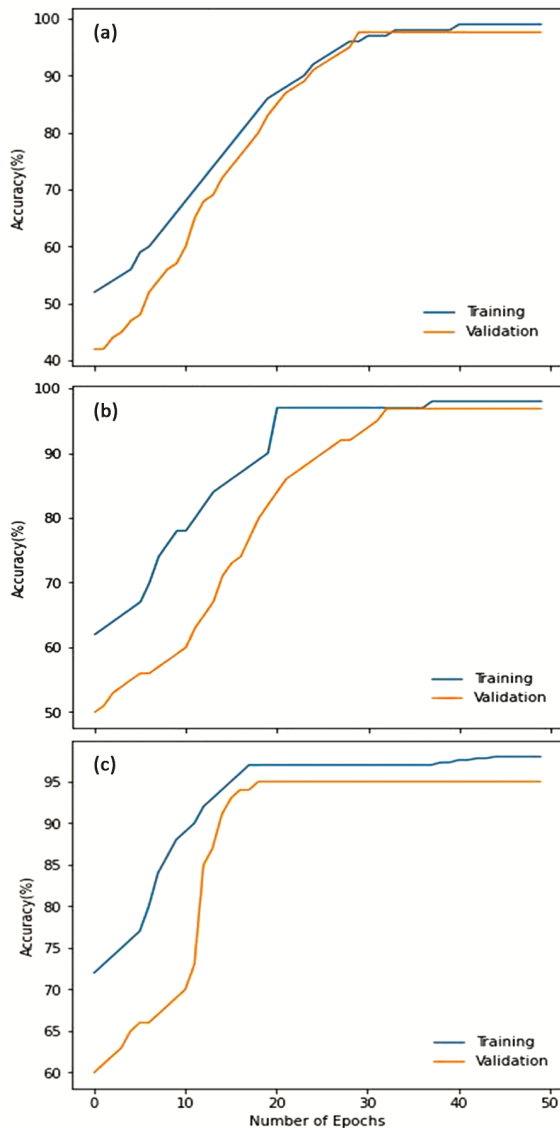 (a)
100
90
80
70
60
50
40
Accuracy(%)
Training
Validation
(b)
100
90
80
70
60
50
Accuracy(%)
Training
Validation
(c)
95
90
85
80
75
70
65
60
Accuracy(%)
Training
Validation
0 10 20 30 40 50
Number of Epochs